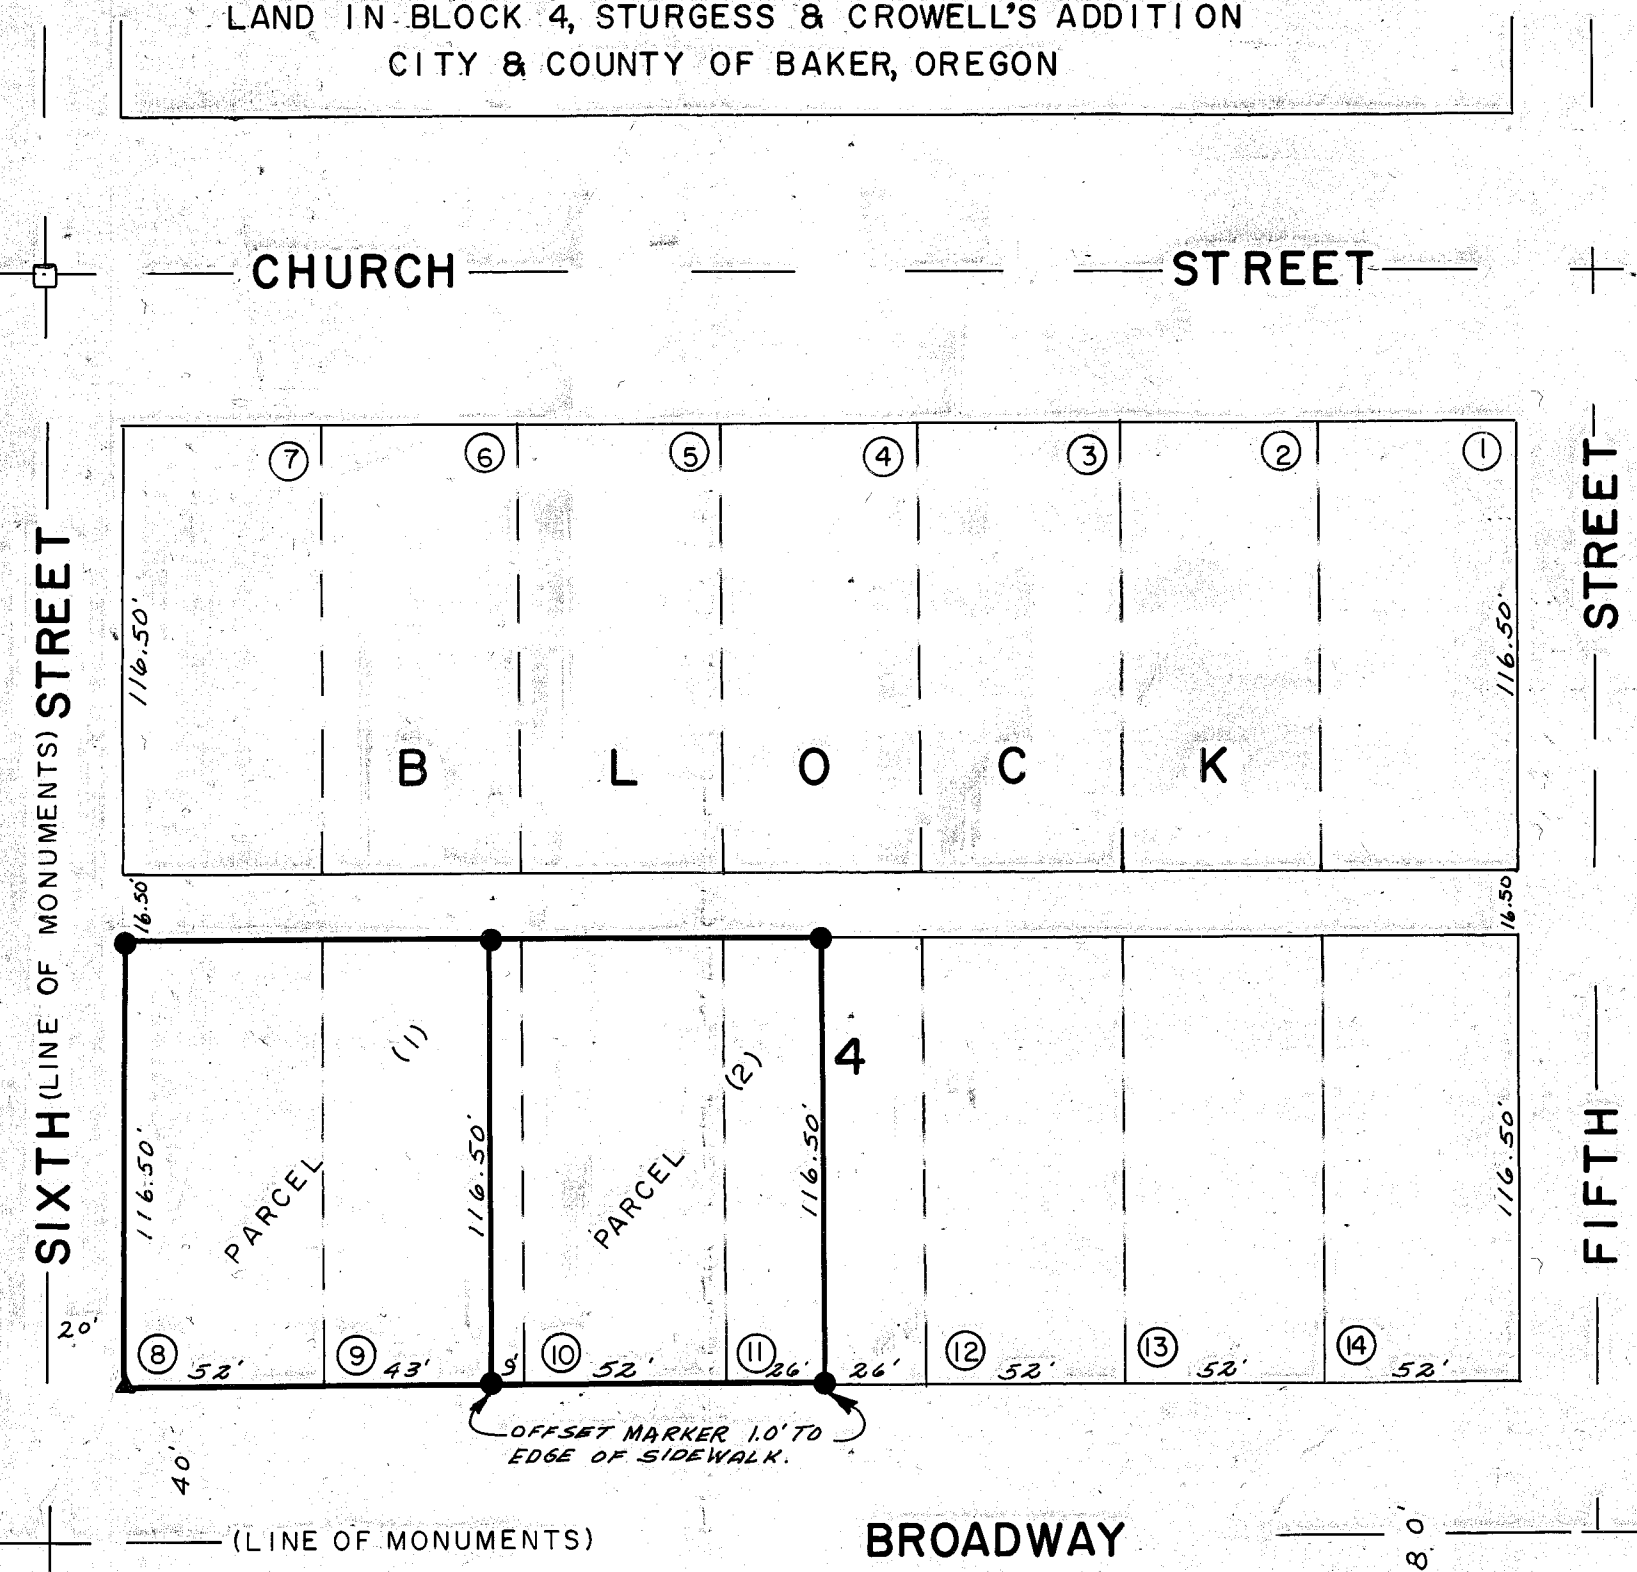 LAND IN BLOCK 4, STURGESS & CROWELL'S ADDITION
CITY & COUNTY OF BAKER, OREGON
CHURCH STREET
7 6 5 4 3 2 1
116.50' 116.50'
B L O C K
SIXTH (LINE OF MONUMENTS) STREET
FIFTH STREET
16.50' 16.50
(1) (2) 4
116.50' 116.50' 116.50' 116.50'
PARCEL PARCEL
20'
8 52' 9 43' 9' 10 52' 11 26' 26' 12 52' 13 52' 14 52'
OFFSET MARKER 1.0' TO
EDGE OF SIDEWALK.
40'
(LINE OF MONUMENTS) BROADWAY 80'